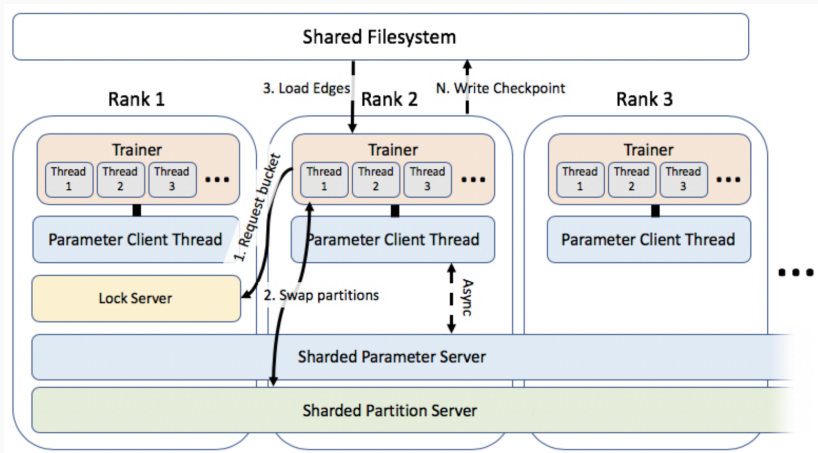 Shared Filesystem
3. Load Edges
N. Write Checkpoint
Rank 1
Rank 2
Rank 3
Trainer
Thread 1
Thread 2
Thread 3
...
Trainer
Thread 1
Thread 2
Thread 3
...
Trainer
Thread 1
Thread 2
Thread 3
...
1. Request bucket
Parameter Client Thread
Parameter Client Thread
Parameter Client Thread
...
Lock Server
2. Swap partitions
Async
Sharded Parameter Server
Sharded Partition Server